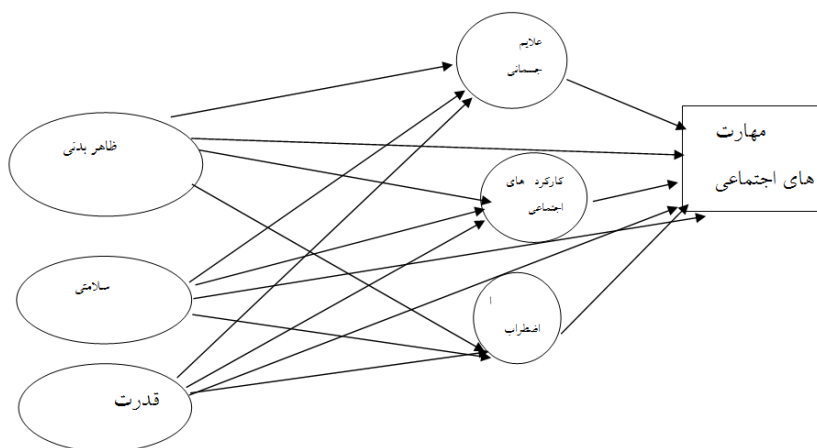 علایم
جسمانی
ظاهر بدنی
مهارت
های اجتماعی
کارکرد های
اجتماعی
سلامتی
ا
اضطراب
قدرت